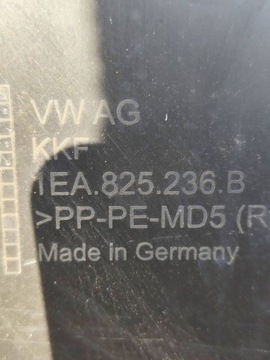 VW AG
KKF
1EA.825.236.B
>PP-PE-MD5 (R
Made in Germany